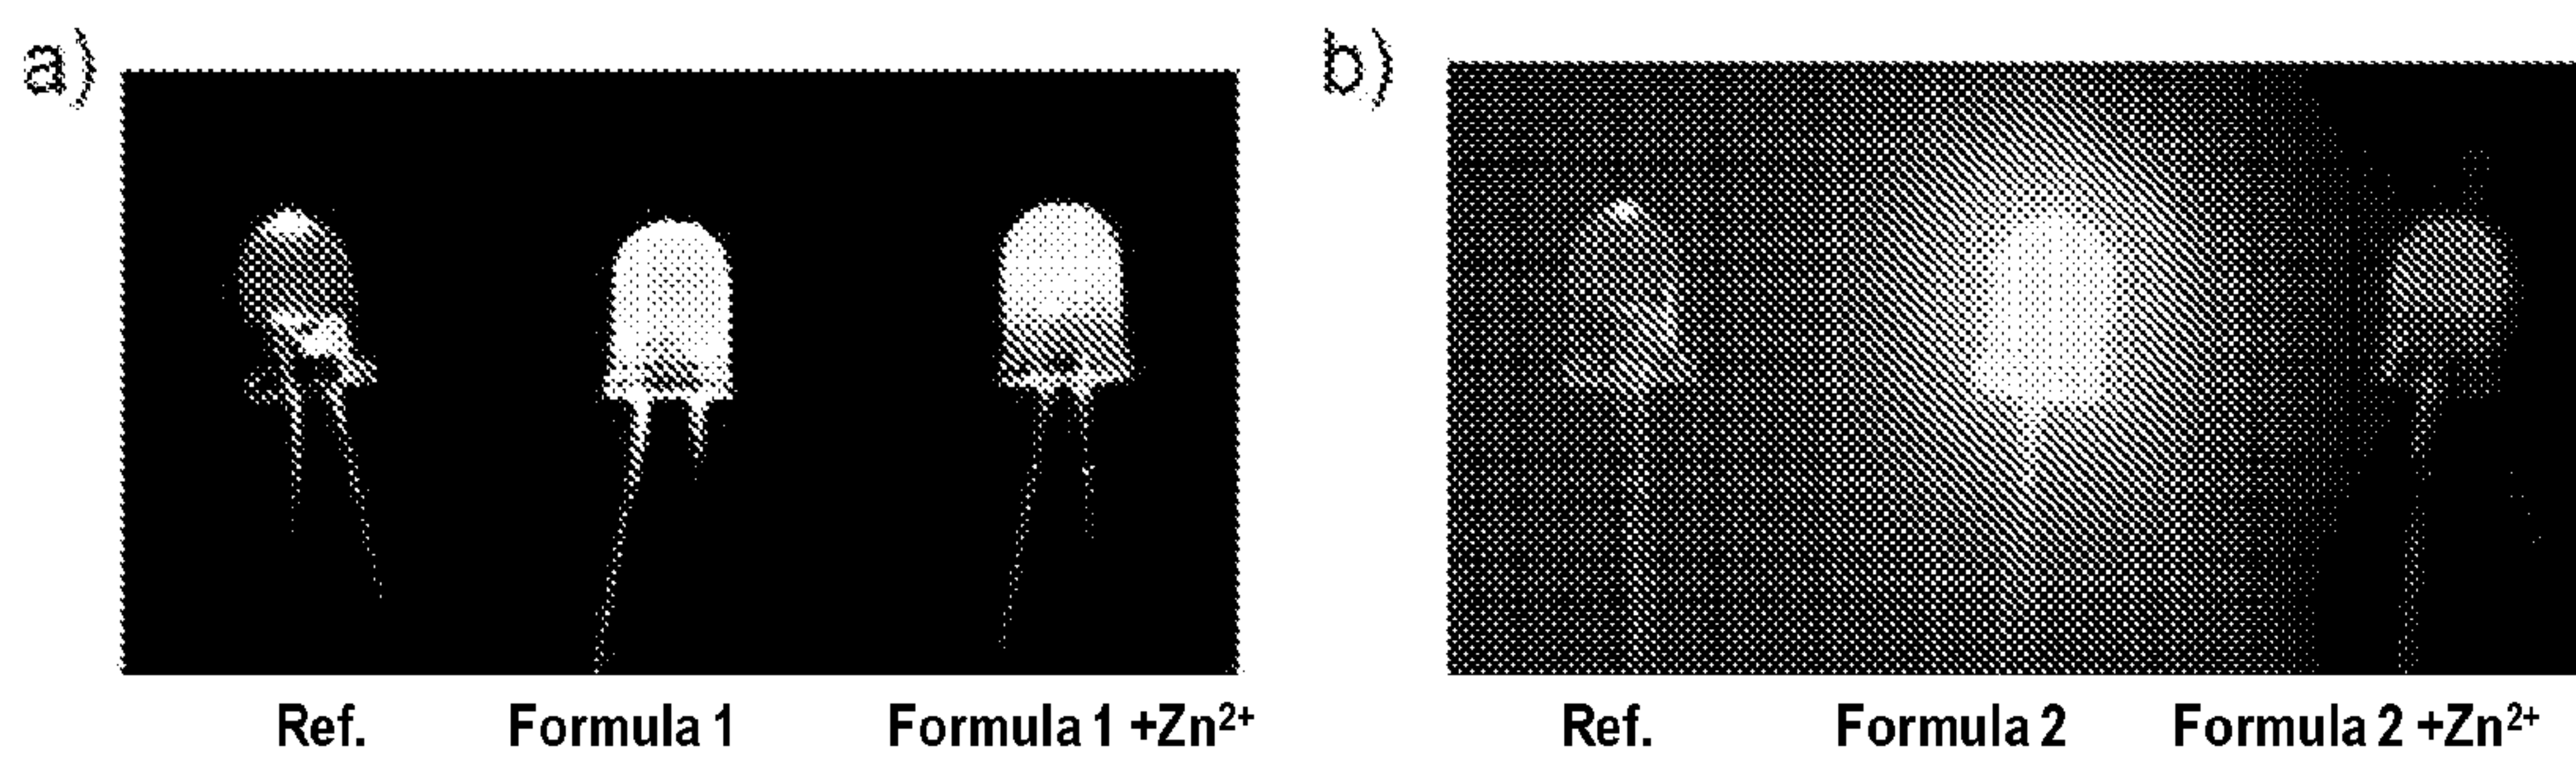 a)
b)
Ref. Formula 1 Formula 1 +Zn²⁺
Ref. Formula 2 Formula 2 +Zn²⁺